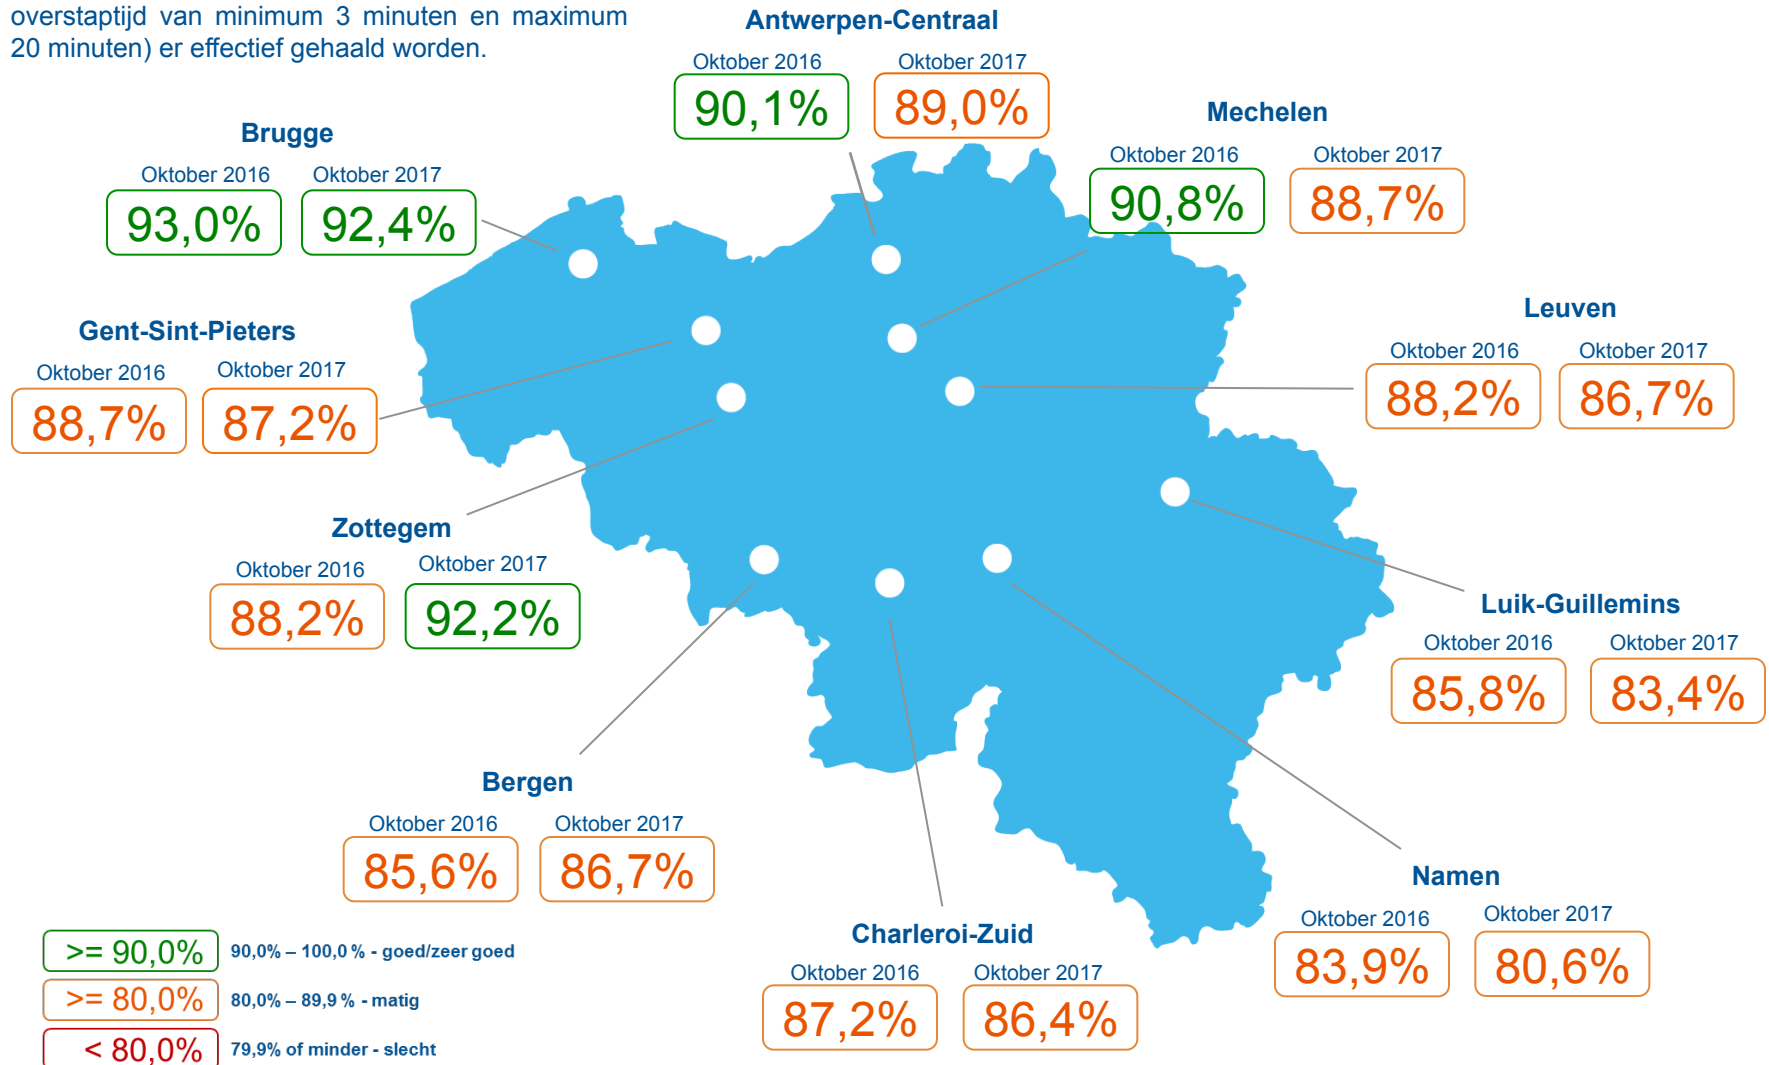 overstaptijd van minimum 3 minuten en maximum
20 minuten) er effectief gehaald worden.
Antwerpen-Centraal
Oktober 2016 Oktober 2017
90,1% 89,0%
Brugge
Oktober 2016 Oktober 2017
93,0% 92,4%
Mechelen
Oktober 2016 Oktober 2017
90,8% 88,7%
Gent-Sint-Pieters
Oktober 2016 Oktober 2017
88,7% 87,2%
Leuven
Oktober 2016 Oktober 2017
88,2% 86,7%
Zottegem
Oktober 2016 Oktober 2017
88,2% 92,2%
Luik-Guillemins
Oktober 2016 Oktober 2017
85,8% 83,4%
Bergen
Oktober 2016 Oktober 2017
85,6% 86,7%
Charleroi-Zuid
Oktober 2016 Oktober 2017
87,2% 86,4%
Namen
Oktober 2016 Oktober 2017
83,9% 80,6%
>= 90,0% 90,0% – 100,0 % - goed/zeer goed
>= 80,0% 80,0% – 89,9 % - matig
< 80,0% 79,9% of minder - slecht